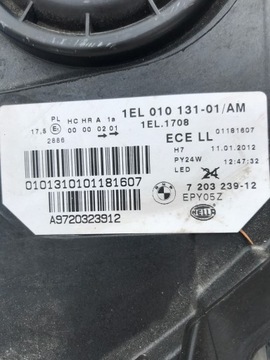 PL HC HR A 1a 1EL 010 131-01/AM
17,5 E1 00 00 02 01 1EL.1708
2886 ECE LL 01181607
H7 11.01.2012
PY24W 12:47:32
LED 24
0101310101181607
7 203 239-12
A9720323912
EPY05Z
HELLA